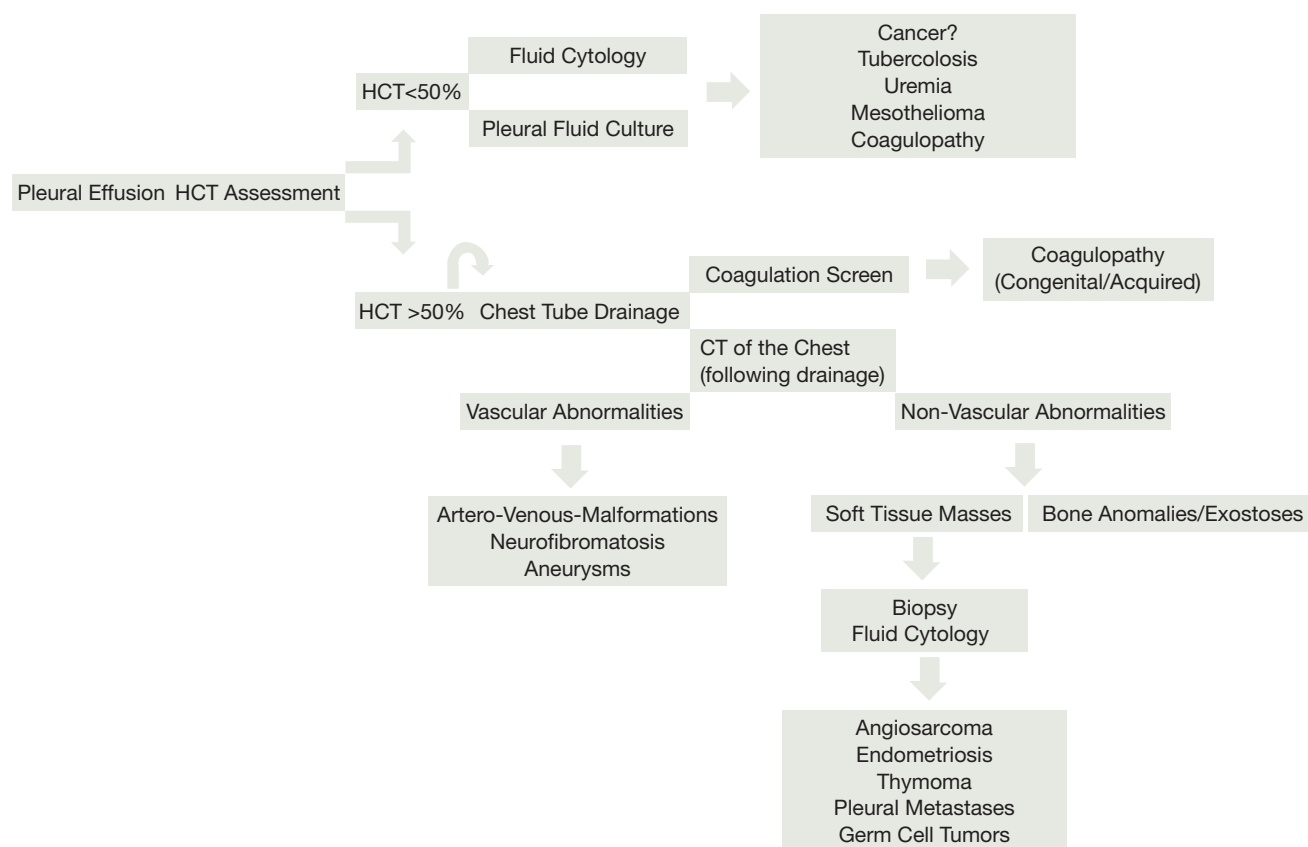 Fluid Cytology
HCT<50%
Pleural Fluid Culture
Cancer?
Tubercolosis
Uremia
Mesothelioma
Coagulopathy
Pleural Effusion HCT Assessment
HCT >50% Chest Tube Drainage
Coagulation Screen
Coagulopathy
(Congenital/Acquired)
CT of the Chest
(following drainage)
Vascular Abnormalities
Non-Vascular Abnormalities
Artero-Venous-Malformations
Neurofibromatosis
Aneurysms
Soft Tissue Masses
Bone Anomalies/Exostoses
Biopsy
Fluid Cytology
Angiosarcoma
Endometriosis
Thymoma
Pleural Metastases
Germ Cell Tumors